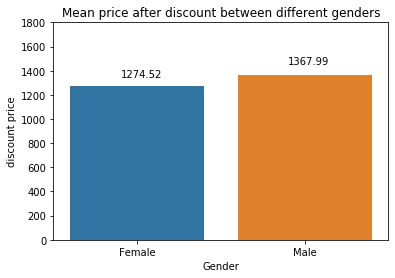 Mean price after discount between different genders
1800
1600
1400
1200
1000
800
600
400
200
0
discount price
1274.52
1367.99
Female
Male
Gender